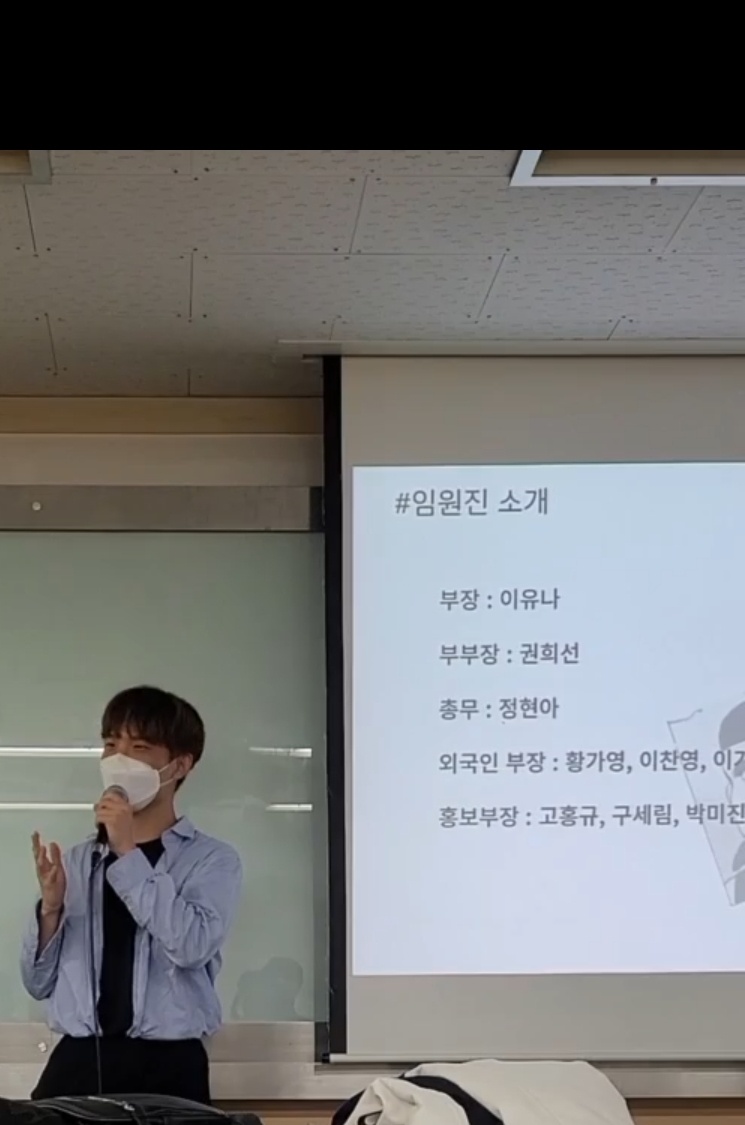 #임원진 소개
부장 : 이유나
부부장 : 권희선
총무 : 정현아
외국인 부장 : 황가영, 이찬영,
홍보부장 : 고홍규, 구세림, 박미진